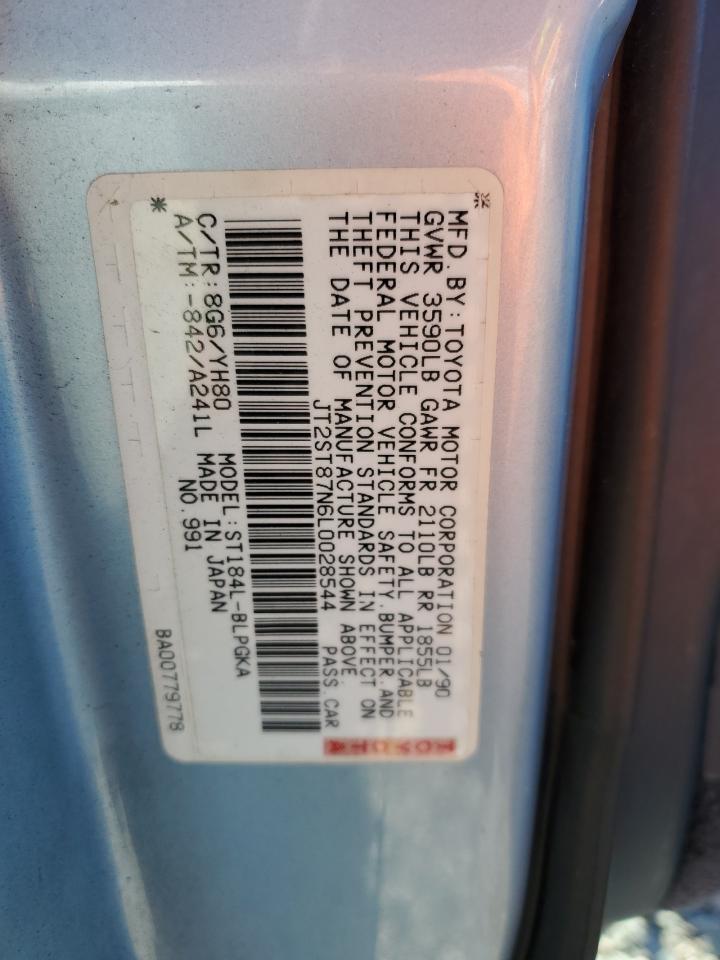 MFD. BY: TOYOTA MOTOR CORPORATION 01/90
GVWR 3590LB GAWR FR 2110LB RR 1855LB
THIS VEHICLE CONFORMS TO ALL APPLICABLE
FEDERAL MOTOR VEHICLE SAFETY.BUMPER.AND
THEFT PREVENTION STANDARDS IN EFFECT ON
THE DATE OF MANUFACTURE SHOWN ABOVE.
JT2ST87N6L0028544 PASS.CAR
C/TR:8G6/YH80 MODEL:ST184L-BLPGKA
A/TM:-842/A241L MADE IN JAPAN
NO.991
BA00779778
TOYOTA